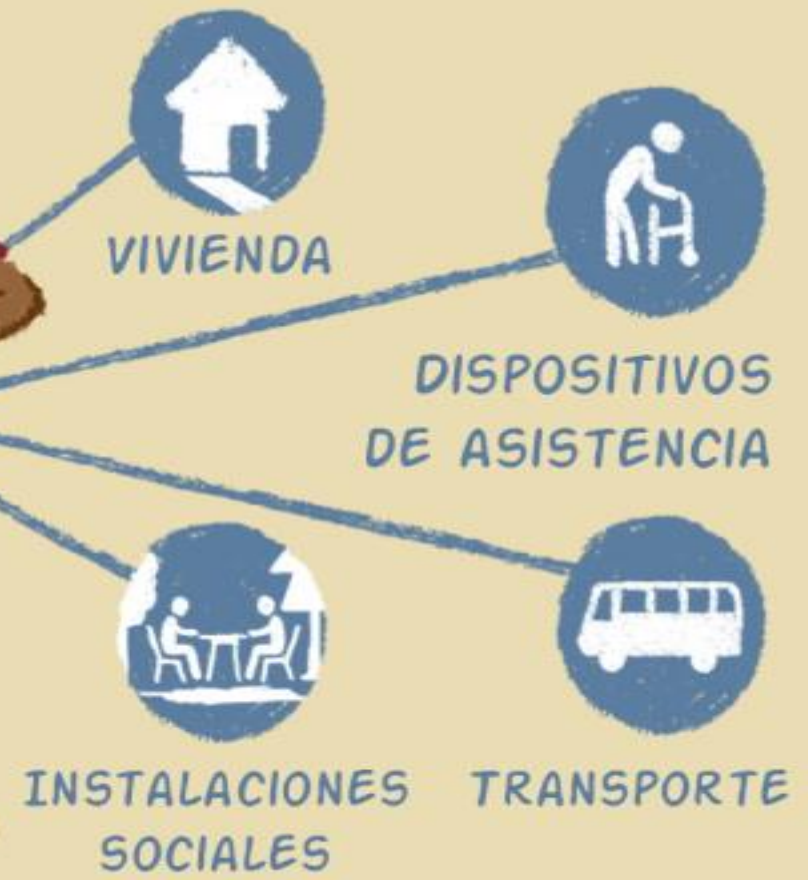 VIVIENDA
DISPOSITIVOS
DE ASISTENCIA
INSTALACIONES
SOCIALES
TRANSPORTE